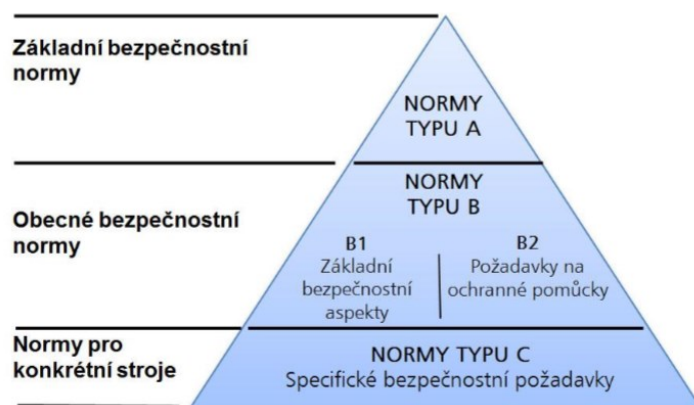 Základní bezpečnostní
normy
NORMY
TYPU A
Obecné bezpečnostní
normy
NORMY
TYPU B
B1
Základní
bezpečnostní
aspekty
B2
Požadavky na
ochranné pomůcky
Normy pro
konkrétní stroje
NORMY TYPU C
Specifické bezpečnostní požadavky